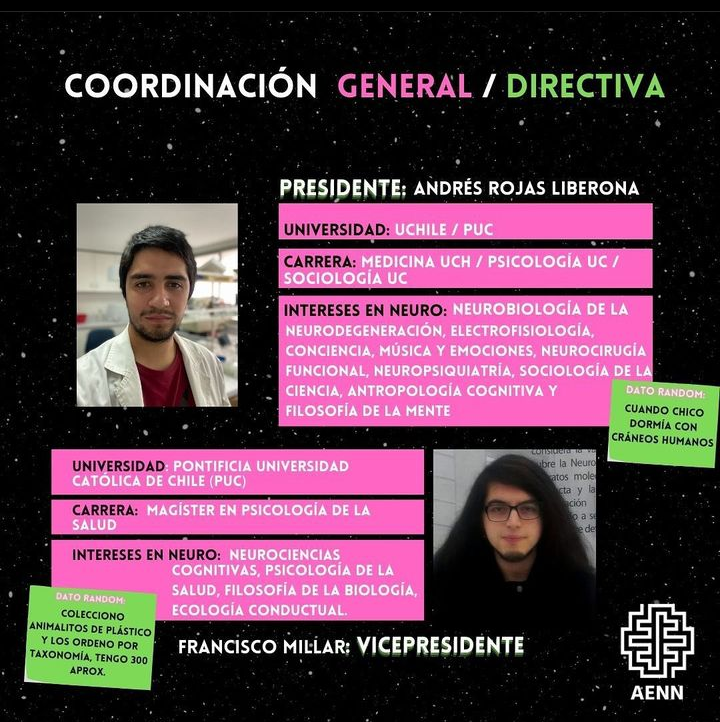 COORDINACIÓN GENERAL / DIRECTIVA
PRESIDENTE: ANDRÉS ROJAS LIBERONA
UNIVERSIDAD: UCHILE / PUC
CARRERA: MEDICINA UCH / PSICOLOGÍA UC /
SOCIOLOGÍA UC
INTERESES EN NEURO: NEUROBIOLOGÍA DE LA
NEURODEGENERACIÓN, ELECTROFISIOLOGÍA,
CONCIENCIA, MÚSICA Y EMOCIONES, NEUROCIRUGÍA
FUNCIONAL, NEUROPSIQUIATRÍA, SOCIOLOGÍA DE LA
CIENCIA, ANTROPOLOGÍA COGNITIVA Y
FILOSOFÍA DE LA MENTE
DATO RANDOM:
CUANDO CHICO
DORMÍA CON
CRÁNEOS HUMANOS
UNIVERSIDAD: PONTIFICIA UNIVERSIDAD
CATÓLICA DE CHILE (PUC)
CARRERA: MAGÍSTER EN PSICOLOGÍA DE LA
SALUD
INTERESES EN NEURO: NEUROCIENCIAS
COGNITIVAS, PSICOLOGÍA DE LA
SALUD, FILOSOFÍA DE LA BIOLOGÍA,
ECOLOGÍA CONDUCTUAL.
DATO RANDOM:
COLECCIONO
ANIMALITOS DE PLÁSTICO
Y LOS ORDENO POR
TAXONOMÍA, TENGO 300
APROX.
FRANCISCO MILLAR: VICEPRESIDENTE
AENN